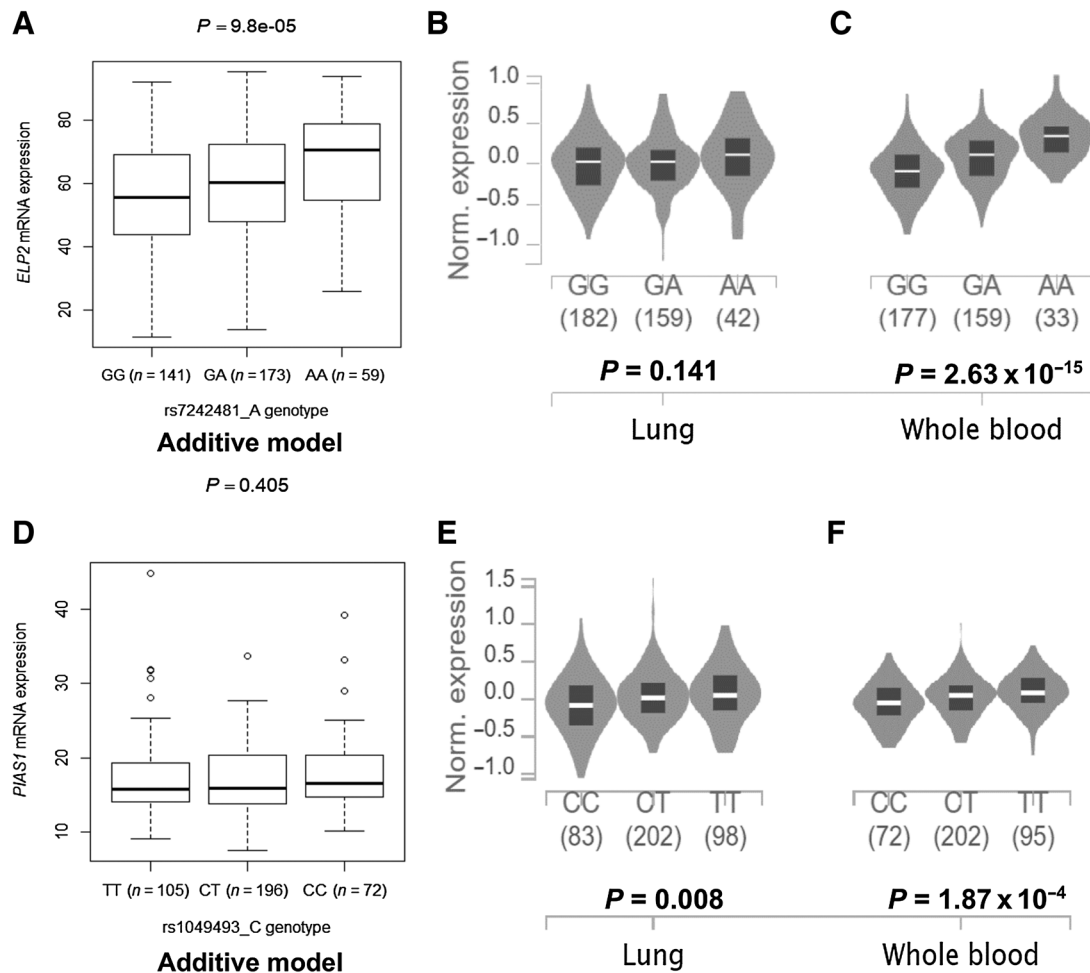 A
P = 9.8e-05
ELP2 mRNA expression
80
60
40
20
GG (n = 141) GA (n = 173) AA (n = 59)
rs7242481_A genotype
Additive model
B
Norm. expression
1.0
0.5
0.0
−0.5
−1.0
GG GA AA
(182) (159) (42)
P = 0.141
Lung
C
GG GA AA
(177) (159) (33)
P = 2.63 x 10⁻¹⁵
Whole blood
D
P = 0.405
PIAS1 mRNA expression
40
30
20
10
TT (n = 105) CT (n = 196) CC (n = 72)
rs1049493_C genotype
Additive model
E
Norm. expression
1.5
1.0
0.5
0.0
−0.5
−1.0
CC CT TT
(83) (202) (98)
P = 0.008
Lung
F
CC CT TT
(72) (202) (95)
P = 1.87 x 10⁻⁴
Whole blood